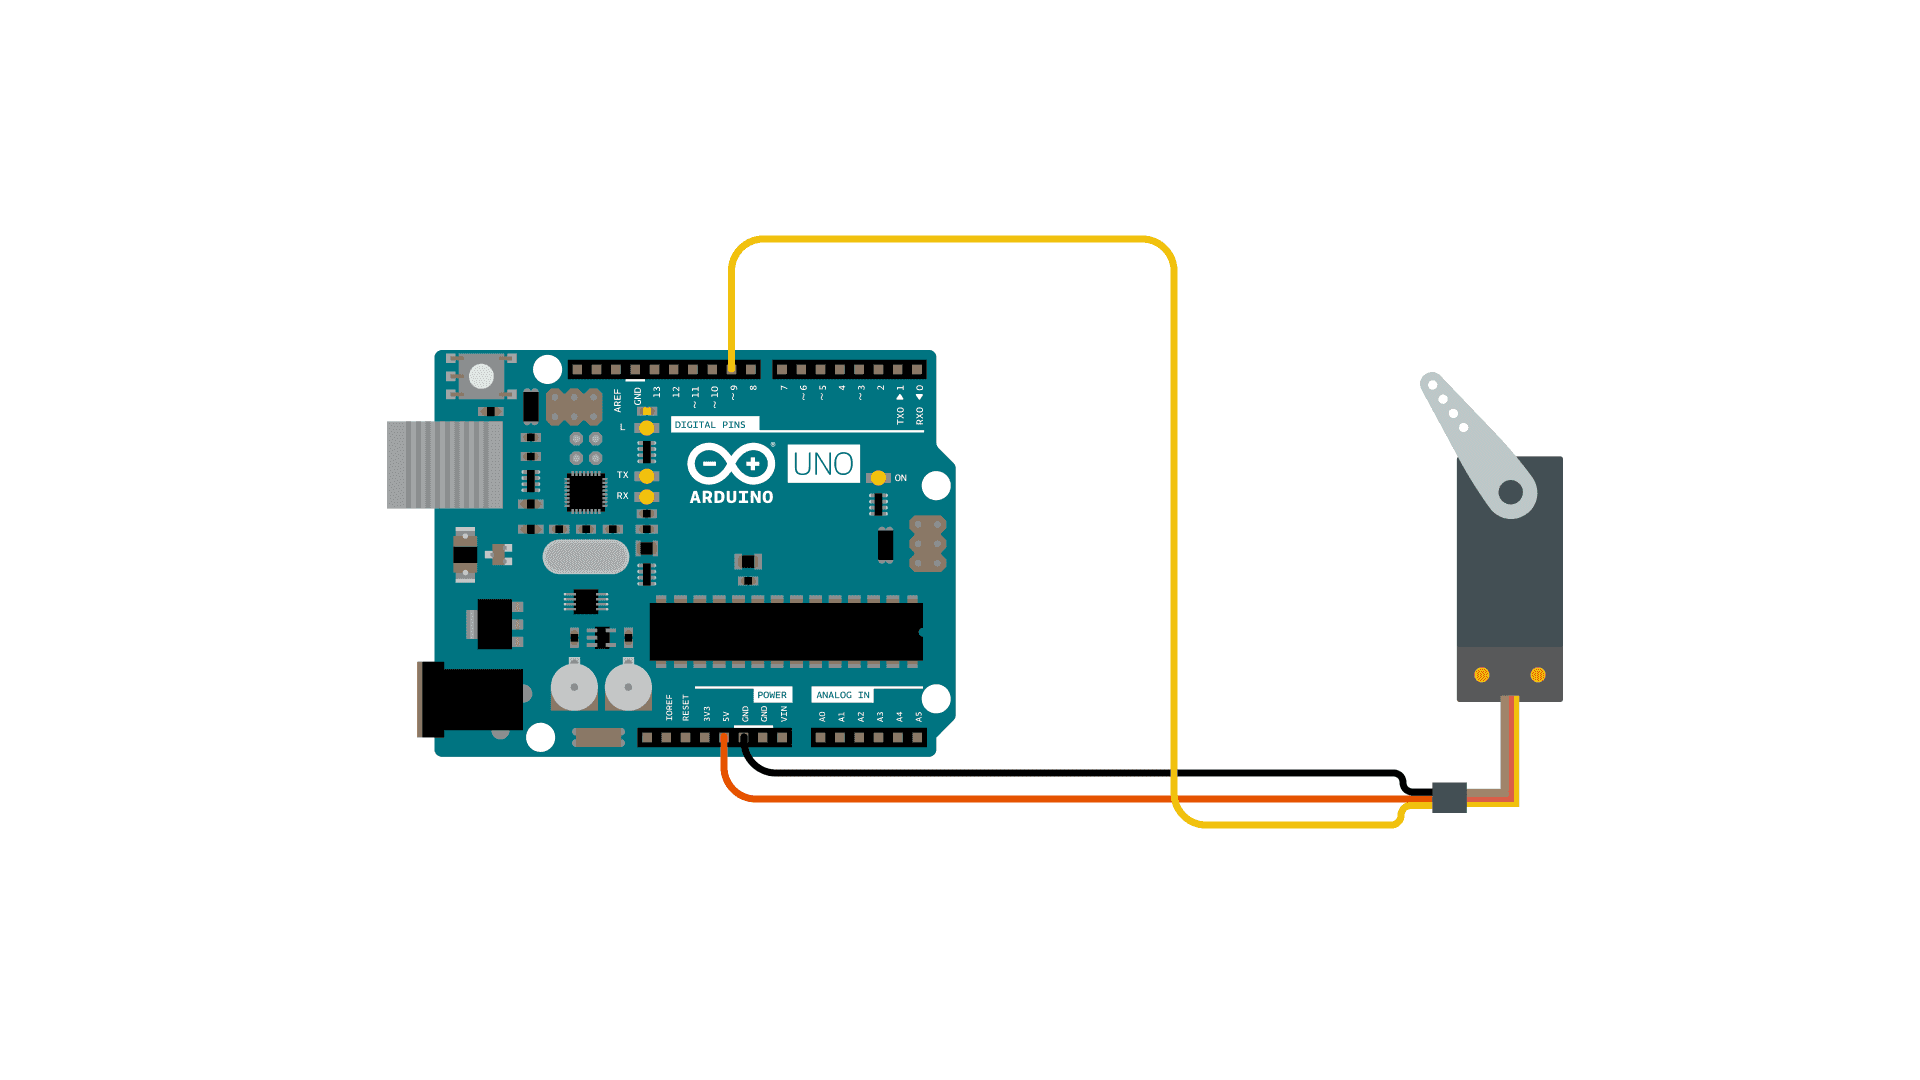 AREF
GND
13
12
~11
~10
~9
8
7
~6
~5
4
~3
2
TX0 ▶1
RX0 ◀0
L
DIGITAL PINS
TX
RX
UNO
ON
ARDUINO
POWER
ANALOG IN
IOREF
RESET
3V3
5V
GND
GND
VIN
A0
A1
A2
A3
A4
A5